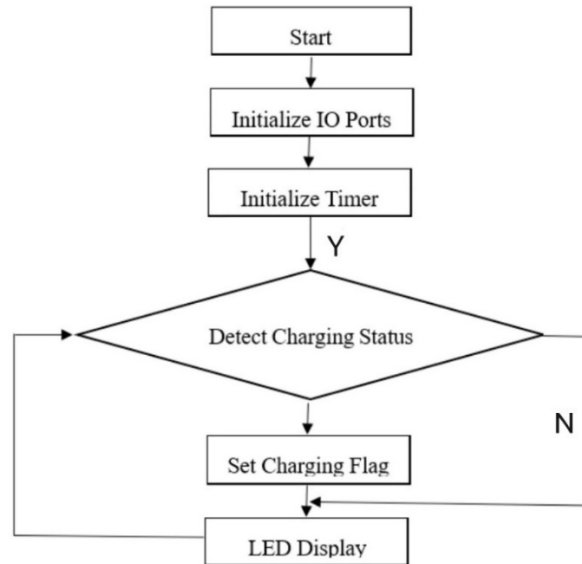 Start
Initialize IO Ports
Initialize Timer
Y
Detect Charging Status
N
Set Charging Flag
LED Display